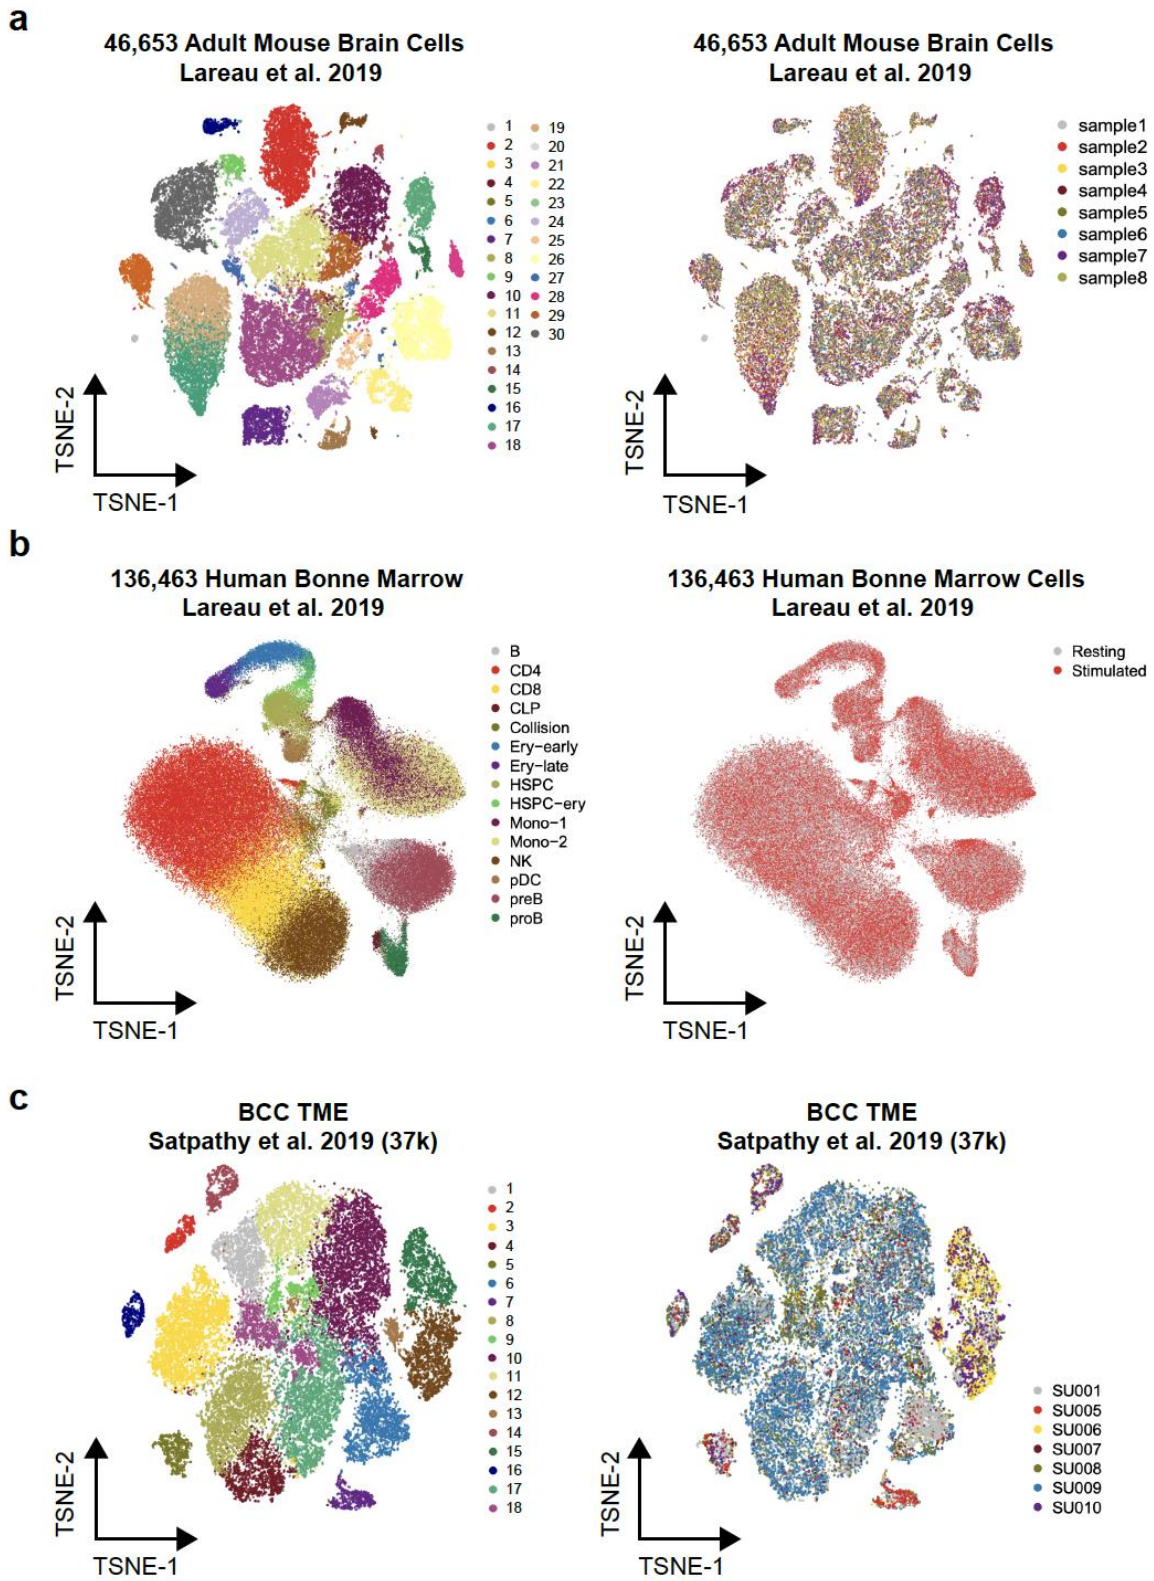 a
46,653 Adult Mouse Brain Cells
Lareau et al. 2019
1
2
3
4
5
6
7
8
9
10
11
12
13
14
15
16
17
18
19
20
21
22
23
24
25
26
27
28
29
30
TSNE-2
TSNE-1
46,653 Adult Mouse Brain Cells
Lareau et al. 2019
sample1
sample2
sample3
sample4
sample5
sample6
sample7
sample8
TSNE-2
TSNE-1
b
136,463 Human Bonne Marrow
Lareau et al. 2019
B
CD4
CD8
CLP
Collision
Ery−early
Ery−late
HSPC
HSPC−ery
Mono−1
Mono−2
NK
pDC
preB
proB
TSNE-2
TSNE-1
136,463 Human Bonne Marrow Cells
Lareau et al. 2019
Resting
Stimulated
TSNE-2
TSNE-1
c
BCC TME
Satpathy et al. 2019 (37k)
1
2
3
4
5
6
7
8
9
10
11
12
13
14
15
16
17
18
TSNE-2
TSNE-1
BCC TME
Satpathy et al. 2019 (37k)
SU001
SU005
SU006
SU007
SU008
SU009
SU010
TSNE-2
TSNE-1